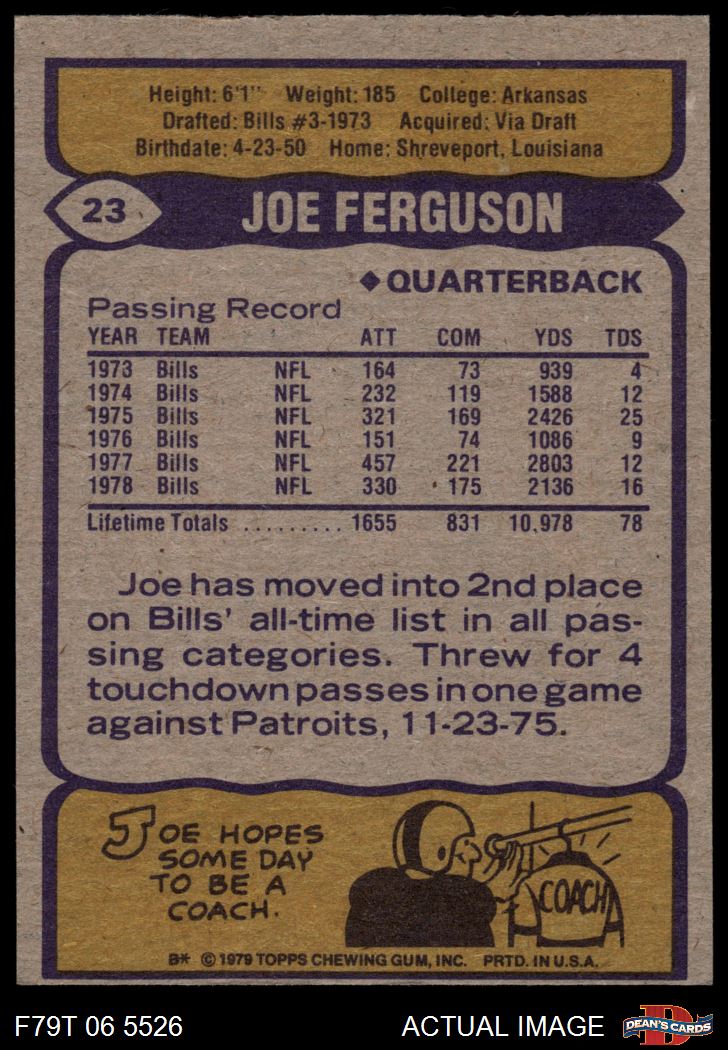 Height: 6'1" Weight: 185 College: Arkansas
Drafted: Bills #3-1973 Acquired: Via Draft
Birthdate: 4-23-50 Home: Shreveport, Louisiana
23 JOE FERGUSON
◆QUARTERBACK
Passing Record
YEAR TEAM ATT COM YDS TDS
1973 Bills NFL 164 73 939 4
1974 Bills NFL 232 119 1588 12
1975 Bills NFL 321 169 2426 25
1976 Bills NFL 151 74 1086 9
1977 Bills NFL 457 221 2803 12
1978 Bills NFL 330 175 2136 16
Lifetime Totals ......... 1655 831 10,978 78
Joe has moved into 2nd place
on Bills' all-time list in all pas-
sing categories. Threw for 4
touchdown passes in one game
against Patroits, 11-23-75.
JOE HOPES
SOME DAY
TO BE A
COACH.
COACH
B* © 1979 TOPPS CHEWING GUM, INC. PRTD. IN U.S.A.
F79T 06 5526 ACTUAL IMAGE
D
DEAN'S CARDS